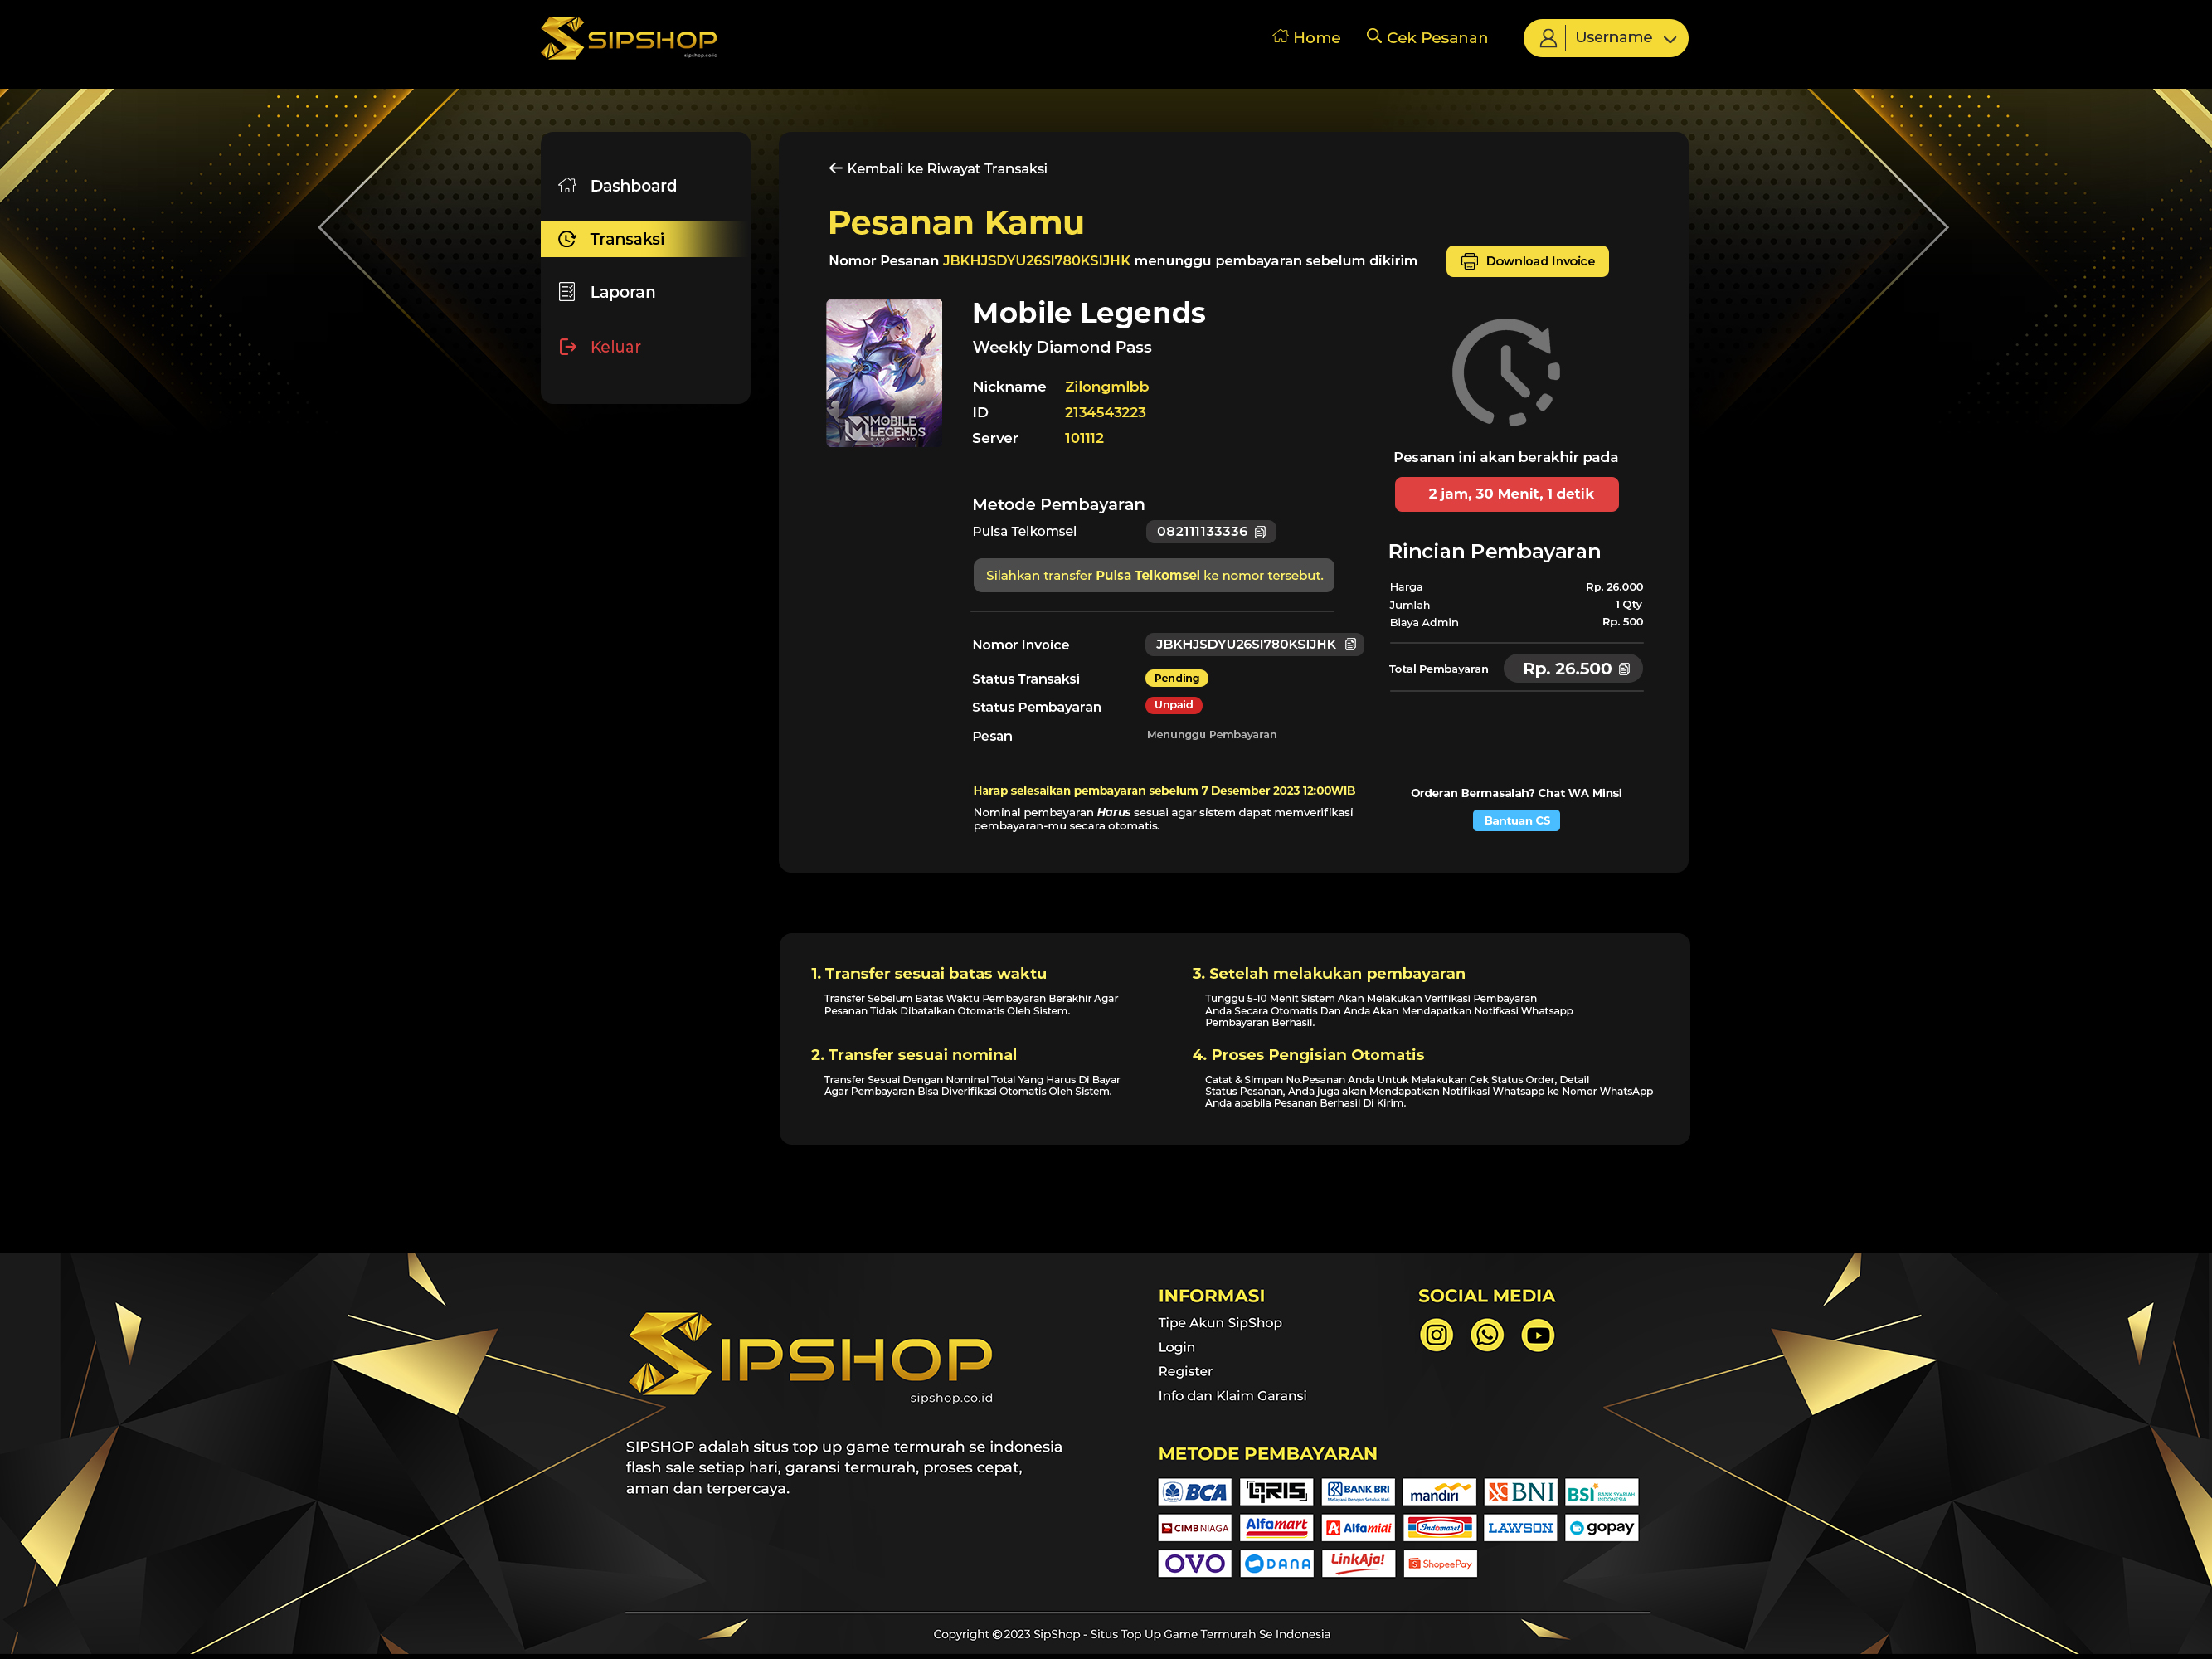 SIPSHOP
sipshop.co.id
Home
Cek Pesanan
Username
Dashboard
Transaksi
Laporan
Keluar
Kembali ke Riwayat Transaksi
Pesanan Kamu
Nomor Pesanan JBKHJSDYU26SI780KSIJHK menunggu pembayaran sebelum dikirim
Download Invoice
MOBILE
LEGENDS
BANG BANG
Mobile Legends
Weekly Diamond Pass
Nickname Zilongmlbb
ID 2134543223
Server 101112
Metode Pembayaran
Pulsa Telkomsel 082111133336
Silahkan transfer Pulsa Telkomsel ke nomor tersebut.
Nomor Invoice JBKHJSDYU26SI780KSIJHK
Status Transaksi Pending
Status Pembayaran Unpaid
Pesan Menunggu Pembayaran
Harap selesaikan pembayaran sebelum 7 Desember 2023 12:00WIB
Nominal pembayaran Harus sesuai agar sistem dapat memverifikasi
pembayaran-mu secara otomatis.
Pesanan ini akan berakhir pada
2 jam, 30 Menit, 1 detik
Rincian Pembayaran
Harga Rp. 26.000
Jumlah 1 Qty
Biaya Admin Rp. 500
Total Pembayaran Rp. 26.500
Orderan Bermasalah? Chat WA Minsi
Bantuan CS
1. Transfer sesuai batas waktu
Transfer Sebelum Batas Waktu Pembayaran Berakhir Agar
Pesanan Tidak Dibatalkan Otomatis Oleh Sistem.
2. Transfer sesuai nominal
Transfer Sesuai Dengan Nominal Total Yang Harus Di Bayar
Agar Pembayaran Bisa Diverifikasi Otomatis Oleh Sistem.
3. Setelah melakukan pembayaran
Tunggu 5-10 Menit Sistem Akan Melakukan Verifikasi Pembayaran
Anda Secara Otomatis Dan Anda Akan Mendapatkan Notifkasi Whatsapp
Pembayaran Berhasil.
4. Proses Pengisian Otomatis
Catat & Simpan No.Pesanan Anda Untuk Melakukan Cek Status Order, Detail
Status Pesanan, Anda juga akan Mendapatkan Notifikasi Whatsapp ke Nomor WhatsApp
Anda apabila Pesanan Berhasil Di Kirim.
SIPSHOP
sipshop.co.id
SIPSHOP adalah situs top up game termurah se indonesia
flash sale setiap hari, garansi termurah, proses cepat,
aman dan terpercaya.
INFORMASI
Tipe Akun SipShop
Login
Register
Info dan Klaim Garansi
SOCIAL MEDIA
METODE PEMBAYARAN
BCA
QRIS
BANK BRI
Melayani Dengan Setulus Hati
mandiri
BNI
BSI BANK SYARIAH INDONESIA
CIMB NIAGA
Alfamart
Alfamidi
Indomaret
LAWSON
gopay
OVO
DANA
LinkAja!
ShopeePay
Copyright © 2023 SipShop - Situs Top Up Game Termurah Se Indonesia